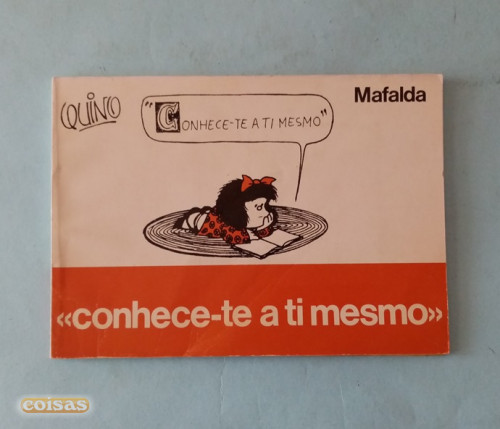 QUINO
Mafalda
"CONHECE-TE A TI MESMO"
«conhece-te a ti mesmo»
coisas